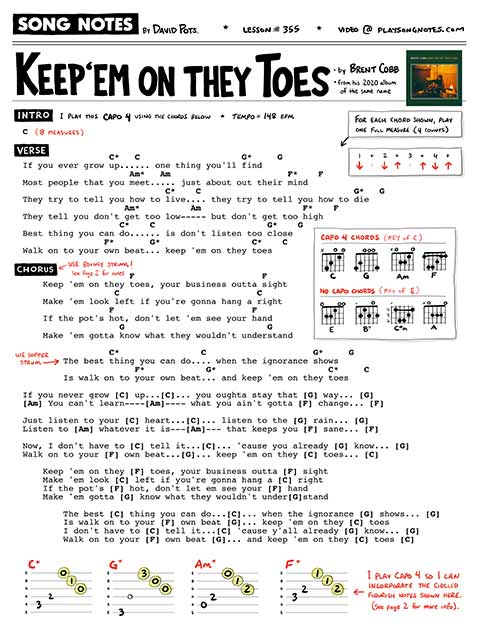 SONG NOTES BY DAVID POTS. * LESSON # 355 * VIDEO @ PLAYSONGNOTES.COM
KEEP 'EM ON THEY TOES
• by BRENT COBB
• from his 2020 album of the same name
INTRO I PLAY THIS CAPO 4 USING THE CHORDS BELOW * TEMPO = 148 BPM
C (8 MEASURES)
FOR EACH CHORD SHOWN, PLAY
ONE FULL MEASURE (4 COUNTS)
1 + 2 + 3 + 4 +
VERSE
C* C G* G
If you ever grow up...... one thing you'll find
Am* Am F* F
Most people that you meet..... just about out their mind
C* C G* G
They try to tell you how to live.... they try to tell you how to die
Am* Am F* F
They tell you don't get too low----- but don't get too high
C* C G* G
Best thing you can do...... is don't listen too close
F* G* C* C
Walk on to your own beat... keep 'em on they toes
CAPO 4 CHORDS (KEY OF C)
C G Am F
NO CAPO CHORDS (KEY OF E)
E B C#m A
CHORUS USE BOUNCY STRUM! See page 2 for notes
F F
Keep 'em on they toes, your business outta sight
C C
Make 'em look left if you're gonna hang a right
F F
If the pot's hot, don't let 'em see your hand
G G
Make 'em gotta know what they wouldn't understand
USE SOFTER STRUM
C* C G* G
The best thing you can do.... when the ignorance shows
F* G* C* C
Is walk on to your own beat... and keep 'em on they toes
If you never grow [C] up...[C]... you oughta stay that [G] way... [G]
[Am] You can't learn----[Am]---- what you ain't gotta [F] change... [F]
Just listen to your [C] heart...[C]... listen to the [G] rain... [G]
Listen to [Am] whatever it is---[Am]--- that keeps you [F] sane... [F]
Now, I don't have to [C] tell it...[C]... 'cause you already [G] know... [G]
Walk on to your [F] own beat...[G]... keep 'em on they [C] toes... [C]
Keep 'em on they [F] toes, your business outta [F] sight
Make 'em look [C] left if you're gonna hang a [C] right
If the pot's [F] hot, don't let em see your [F] hand
Make 'em gotta [G] know what they wouldn't under[G]stand
The best [C] thing you can do...[C]... when the ignorance [G] shows... [G]
Is walk on to your [F] own beat [G]... keep 'em on they [C] toes
I don't have to [C] tell it...[C] 'cause y'all already [G] know... [G]
Walk on to your [F] own beat [G]... and keep 'em on they [C] toes [C]
C* G* Am* F*
3 2 0 1 0
3 0 3 0 0
0 2 0 1 2
3 2 1 1 2
I PLAY CAPO 4 SO I CAN
INCORPORATE THE CIRCLED
FLOURISH NOTES SHOWN HERE.
(SEE PAGE 2 FOR MORE INFO).